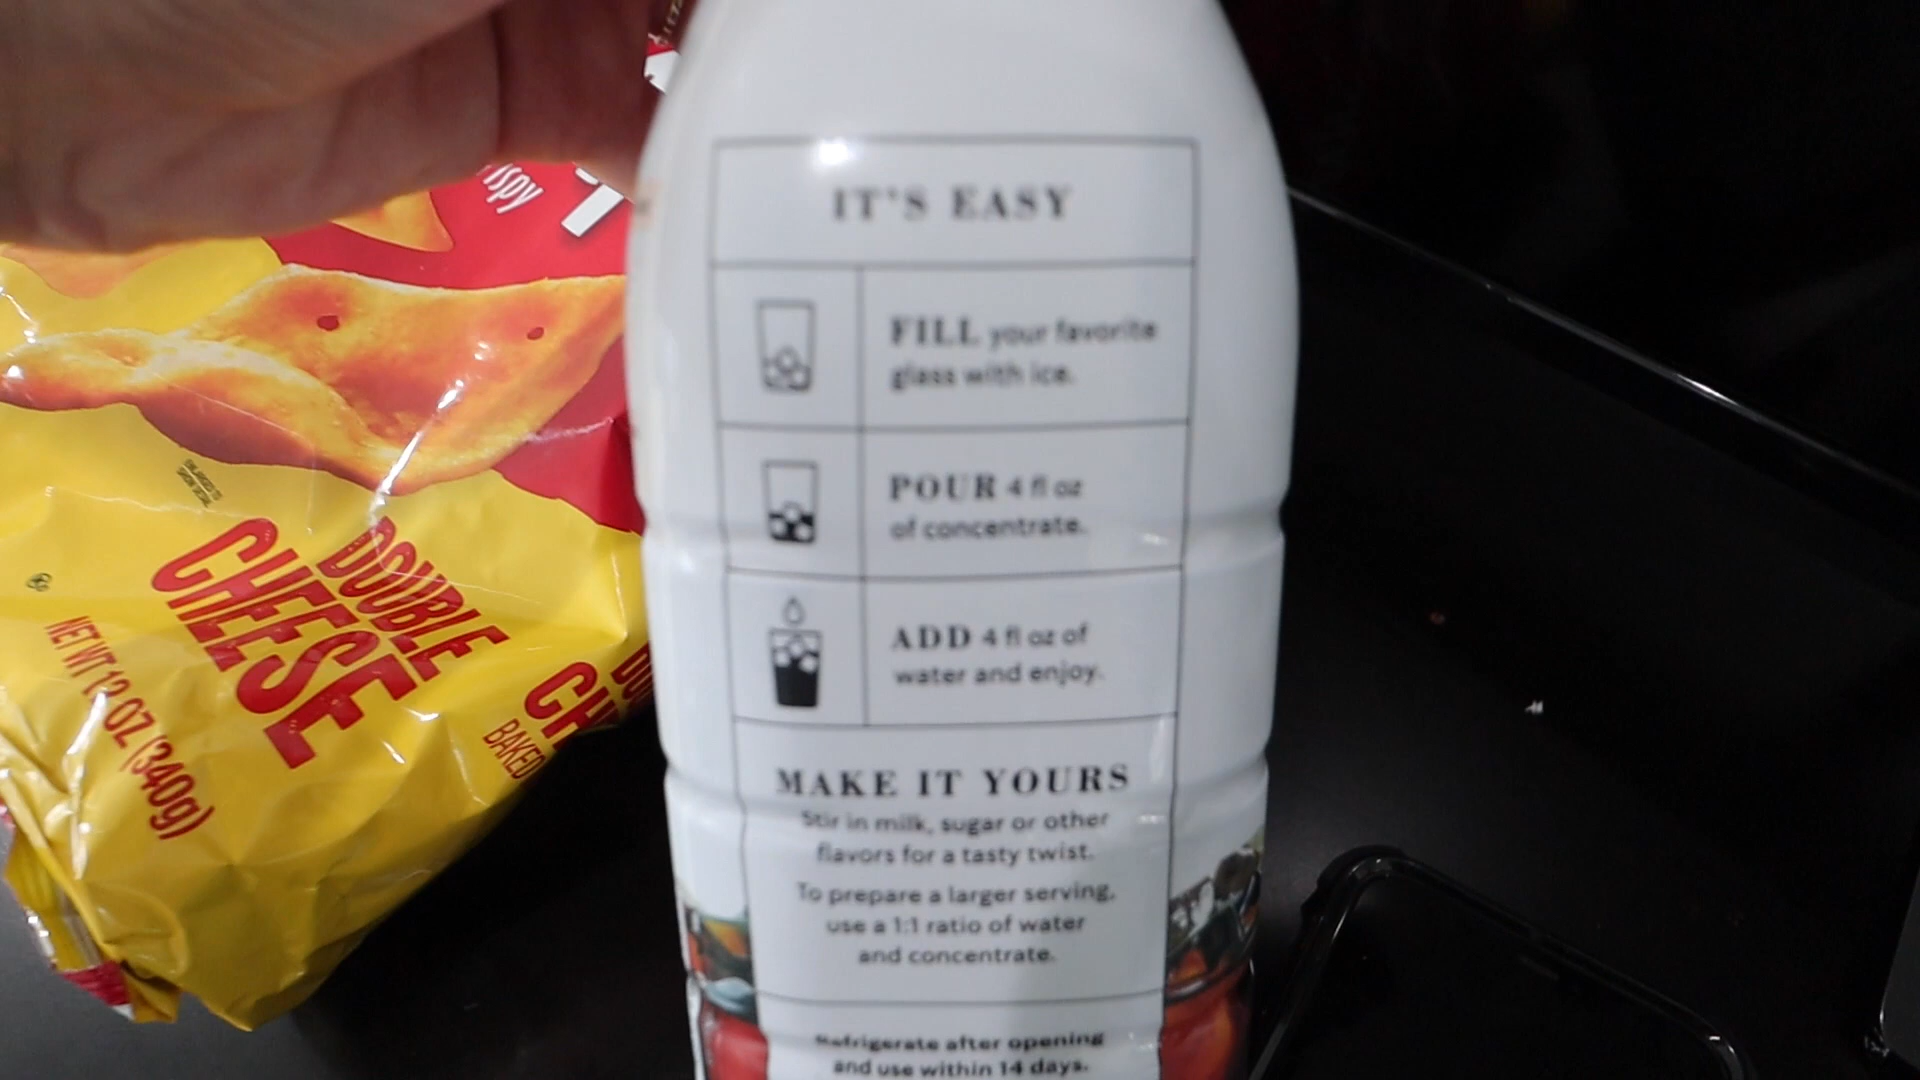 IT'S EASY
FILL your favorite
glass with ice.
POUR 4 fl oz
of concentrate.
ADD 4 fl oz of
water and enjoy.
MAKE IT YOURS
Stir in milk, sugar or other
flavors for a tasty twist.
To prepare a larger serving,
use a 1:1 ratio of water
and concentrate.
Refrigerate after opening
and use within 14 days.
DOUBLE
CHEESE
NET WT 12 OZ (340g)
BAKED